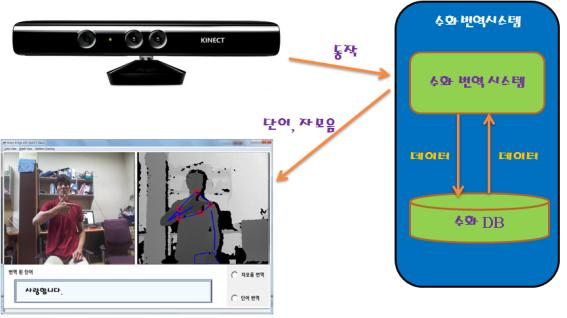 수화 번역시스템
KINECT
동작
수화 번역 시스템
단어, 자모음
데이터
데이터
수화 DB
번역 된 단어
사랑합니다.
자모음 번역
단어 번역